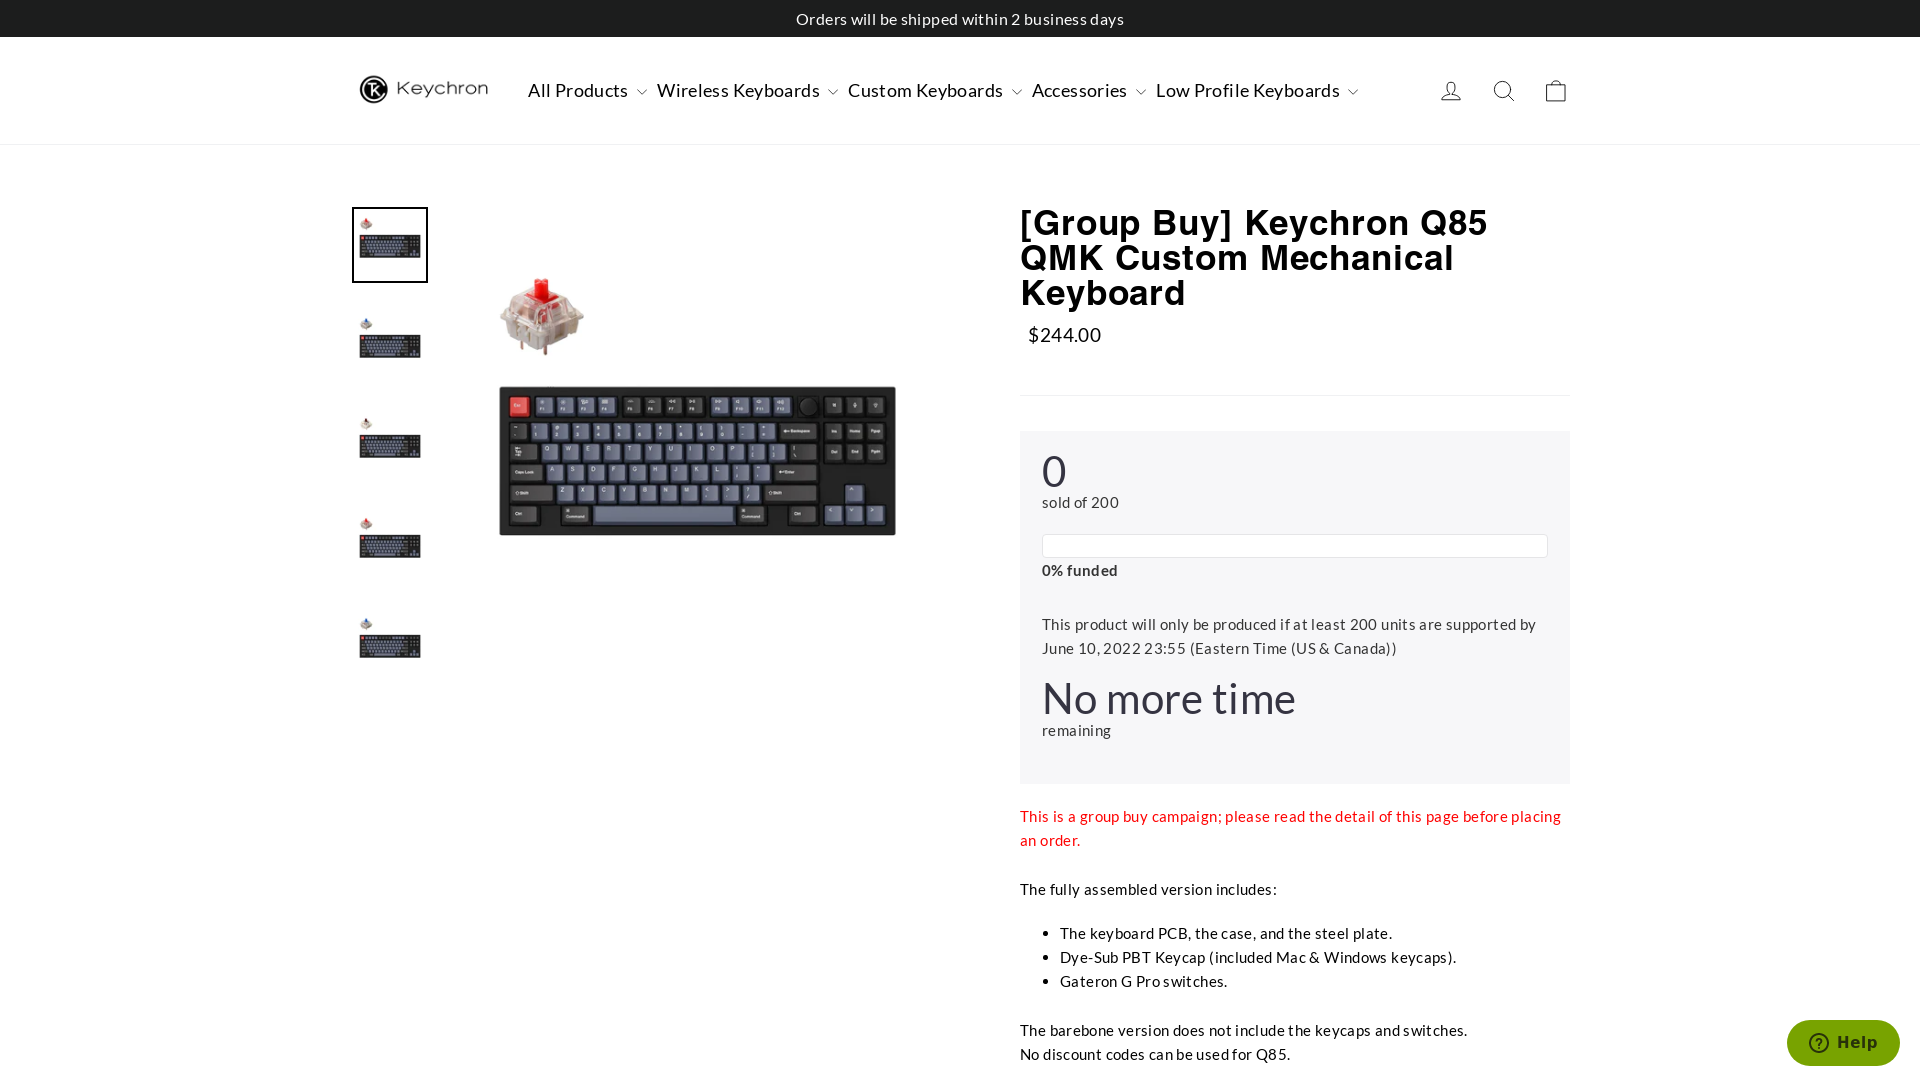 Orders will be shipped within 2 business days
Keychron
All Products
Wireless Keyboards
Custom Keyboards
Accessories
Low Profile Keyboards
[Group Buy] Keychron Q85
QMK Custom Mechanical
Keyboard
$244.00
0
sold of 200
0% funded
This product will only be produced if at least 200 units are supported by
June 10, 2022 23:55 (Eastern Time (US & Canada))
No more time
remaining
This is a group buy campaign; please read the detail of this page before placing
an order.
The fully assembled version includes:
The keyboard PCB, the case, and the steel plate.
Dye-Sub PBT Keycap (included Mac & Windows keycaps).
Gateron G Pro switches.
The barebone version does not include the keycaps and switches.
No discount codes can be used for Q85.
Help